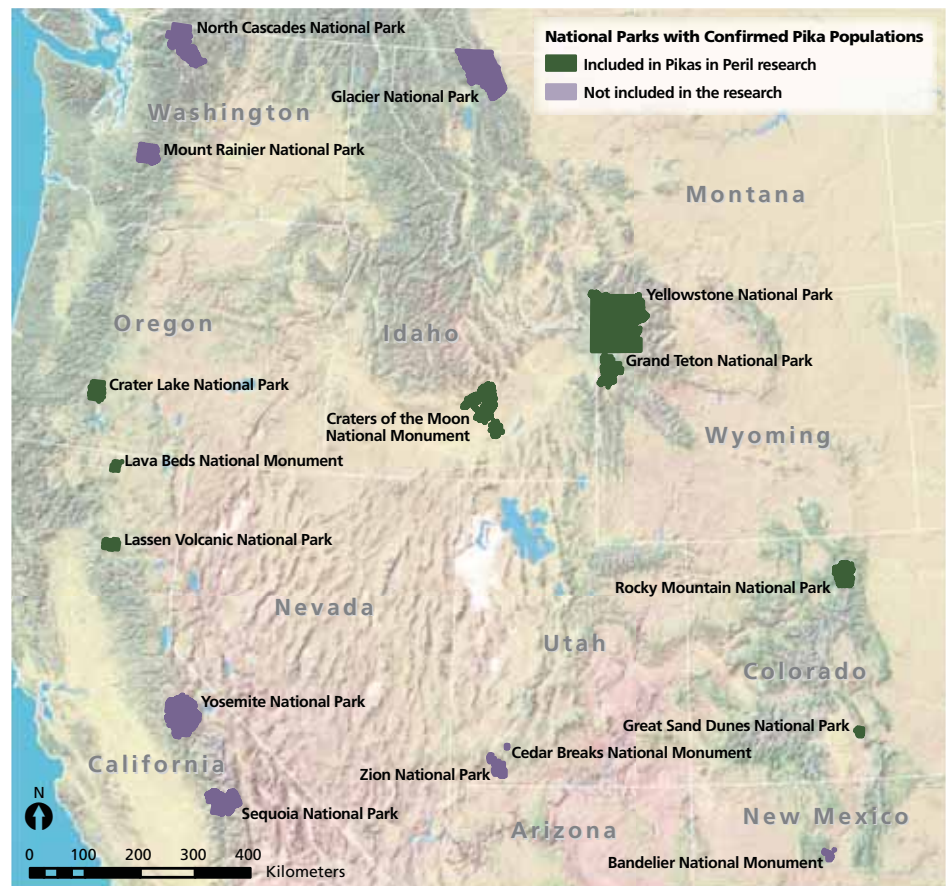 North Cascades National Park
National Parks with Confirmed Pika Populations
Included in Pikas in Peril research
Not included in the research
Glacier National Park
Washington
Mount Rainier National Park
Montana
Yellowstone National Park
Oregon
Idaho
Grand Teton National Park
Crater Lake National Park
Craters of the Moon
National Monument
Wyoming
Lava Beds National Monument
Lassen Volcanic National Park
Rocky Mountain National Park
Nevada
Utah
Colorado
Yosemite National Park
Great Sand Dunes National Park
Cedar Breaks National Monument
California
Zion National Park
N
Sequoia National Park
New Mexico
Arizona
0 100 200 300 400
Kilometers
Bandelier National Monument